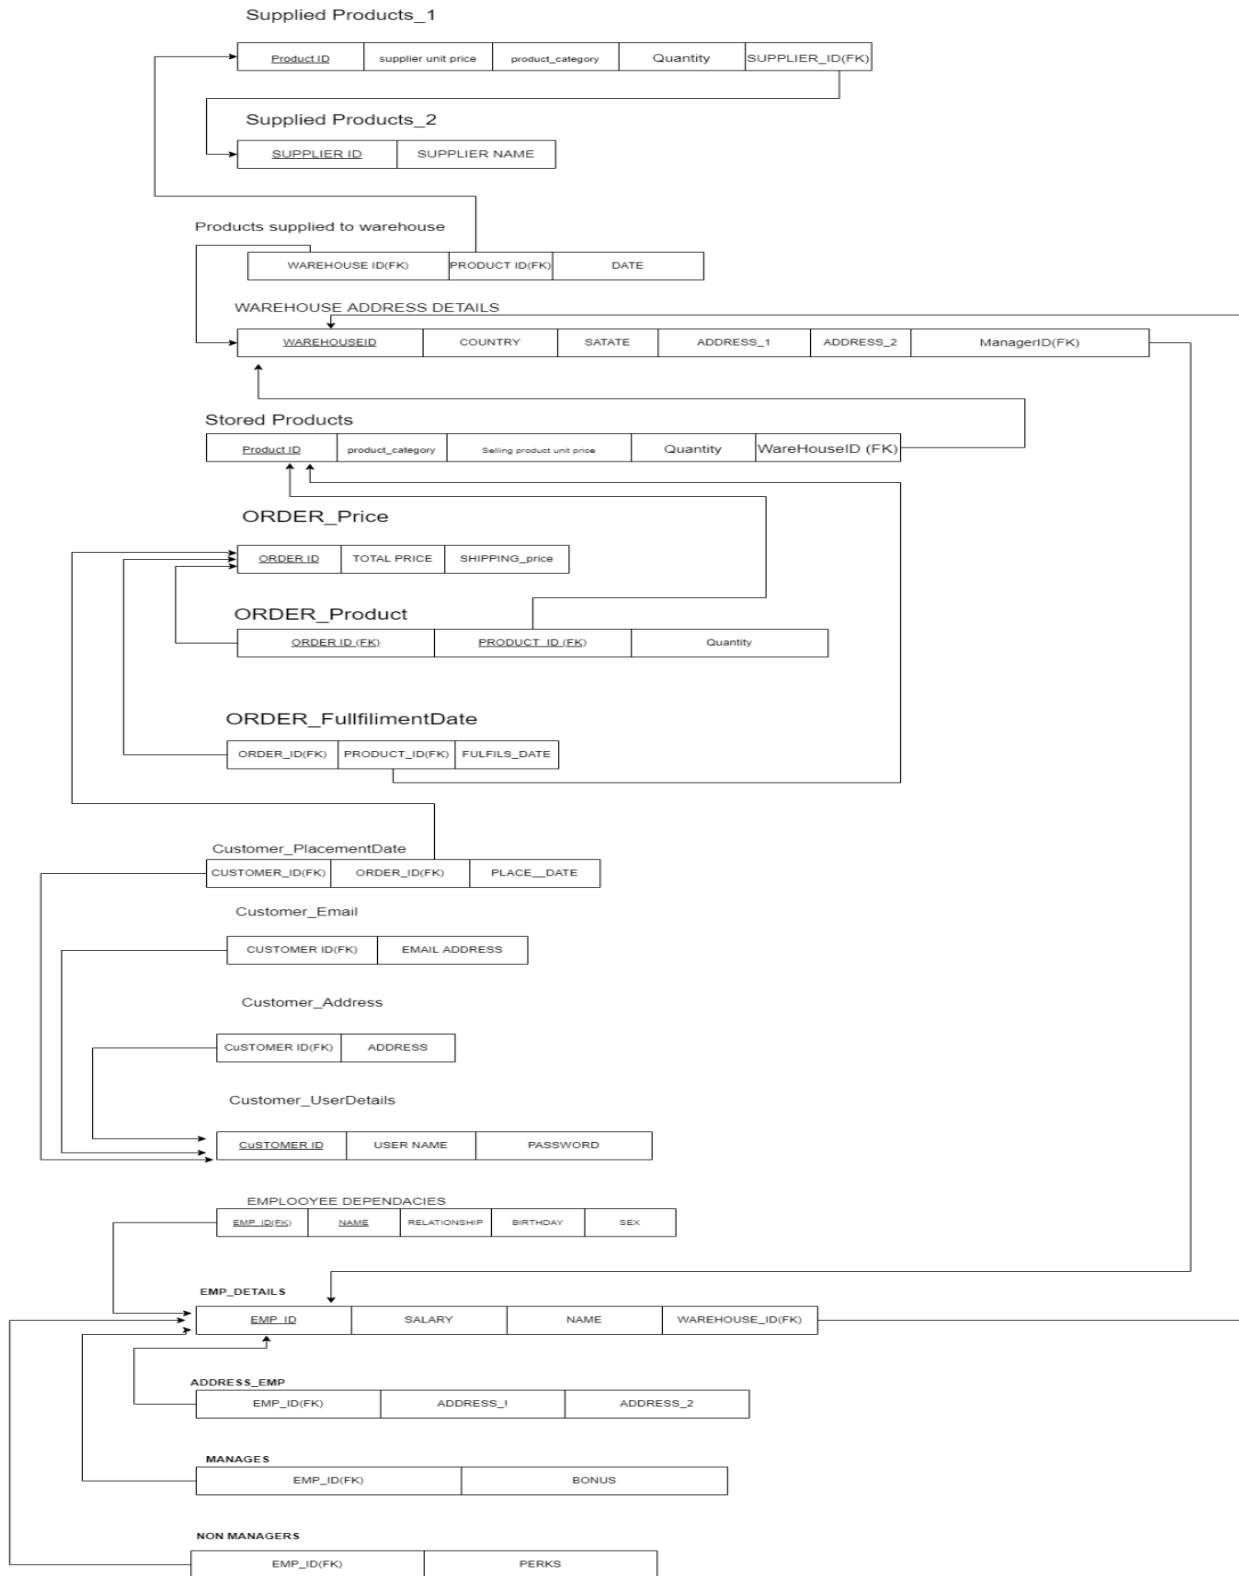 Supplied Products_1
Product ID supplier unit price product_category Quantity SUPPLIER_ID(FK)
Supplied Products_2
SUPPLIER ID SUPPLIER NAME
Products supplied to warehouse
WAREHOUSE ID(FK) PRODUCT ID(FK) DATE
WAREHOUSE ADDRESS DETAILS
WAREHOUSEID COUNTRY SATATE ADDRESS_1 ADDRESS_2 ManagerID(FK)
Stored Products
Product ID product_category Selling product unit price Quantity WareHouseID (FK)
ORDER_Price
ORDER ID TOTAL PRICE SHIPPING_price
ORDER_Product
ORDER ID (FK) PRODUCT_ID (FK) Quantity
ORDER_FullfilimentDate
ORDER_ID(FK) PRODUCT_ID(FK) FULFILS_DATE
Customer_PlacementDate
CUSTOMER_ID(FK) ORDER_ID(FK) PLACE__DATE
Customer_Email
CUSTOMER ID(FK) EMAIL ADDRESS
Customer_Address
CuSTOMER ID(FK) ADDRESS
Customer_UserDetails
CuSTOMER ID USER NAME PASSWORD
EMPLOOYEE DEPENDACIES
EMP_ID(FK) NAME RELATIONSHIP BIRTHDAY SEX
EMP_DETAILS
EMP_ID SALARY NAME WAREHOUSE_ID(FK)
ADDRESS_EMP
EMP_ID(FK) ADDRESS_! ADDRESS_2
MANAGES
EMP_ID(FK) BONUS
NON MANAGERS
EMP_ID(FK) PERKS